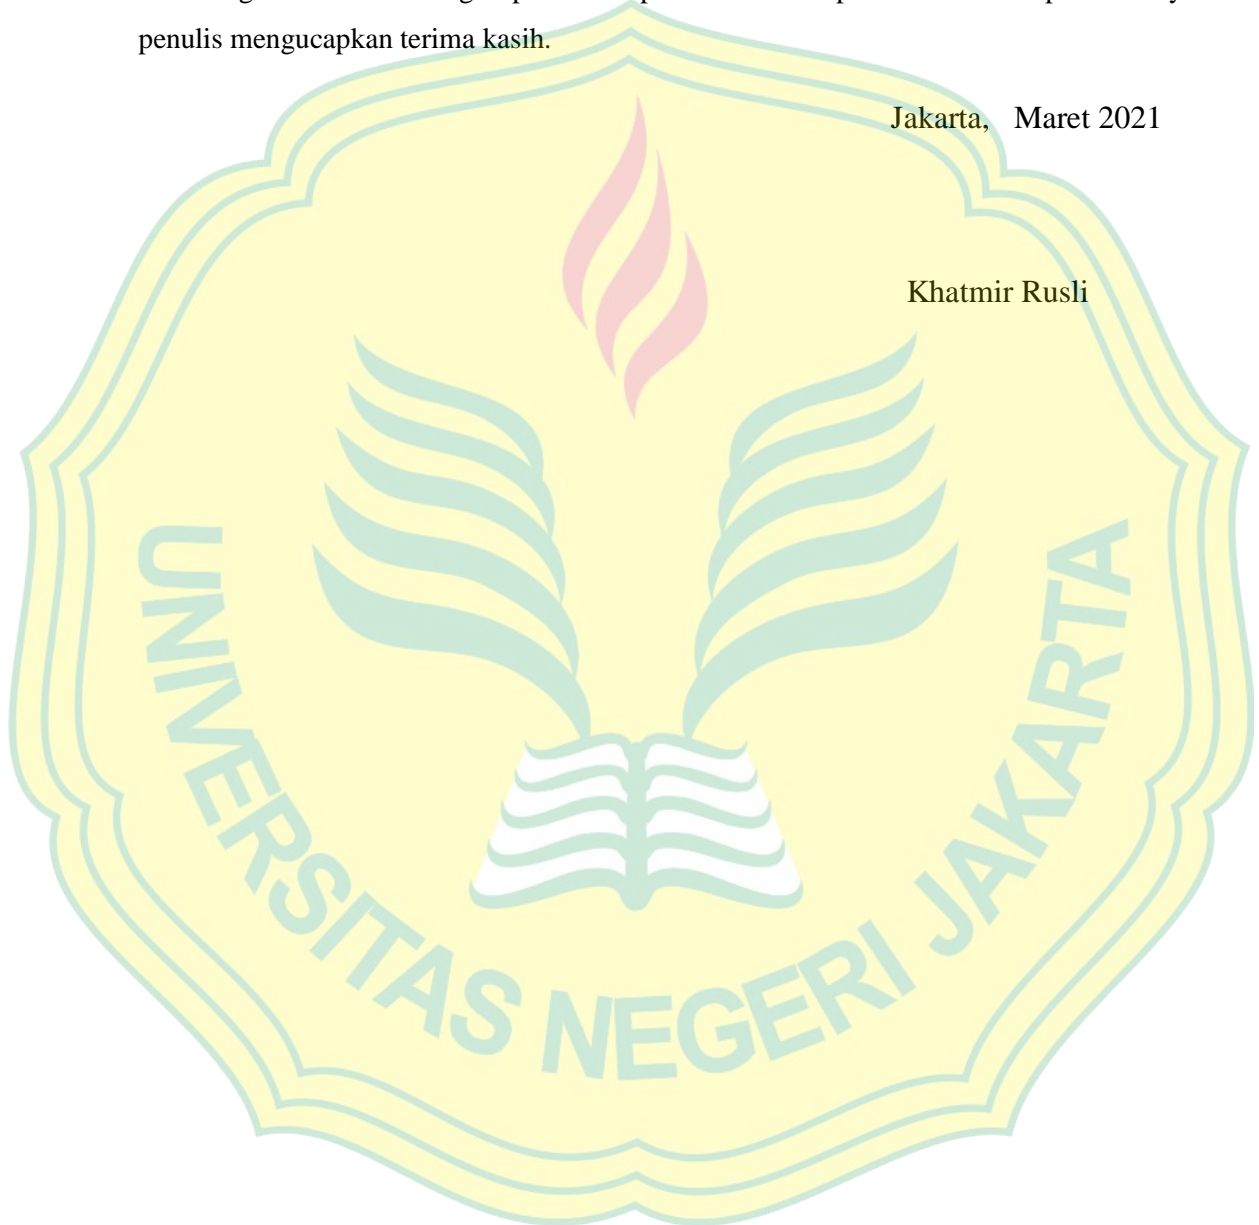 penulis mengucapkan terima kasih.
Jakarta, Maret 2021
Khatmir Rusli
UNIVERSITAS NEGERI JAKARTA